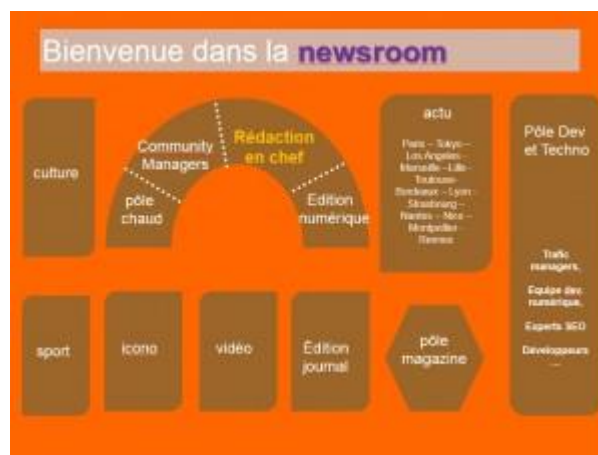 Bienvenue dans la newsroom
culture
pôle
chaud
Community
Managers
Rédaction
en chef
Edition
numérique
actu
Paris – Tokyo –
Los Angeles -
Marseille – Lille -
Toulouse-
Bordeaux – Lyon -
Strasbourg –
Nantes – Nice –
Montpellier -
Rennes
Pôle Dev
et Techno
Trafic
managers,
Equipe dev.
numérique,
Experts SEO
Développeurs
...
sport
icono
vidéo
Édition
journal
pôle
magazine